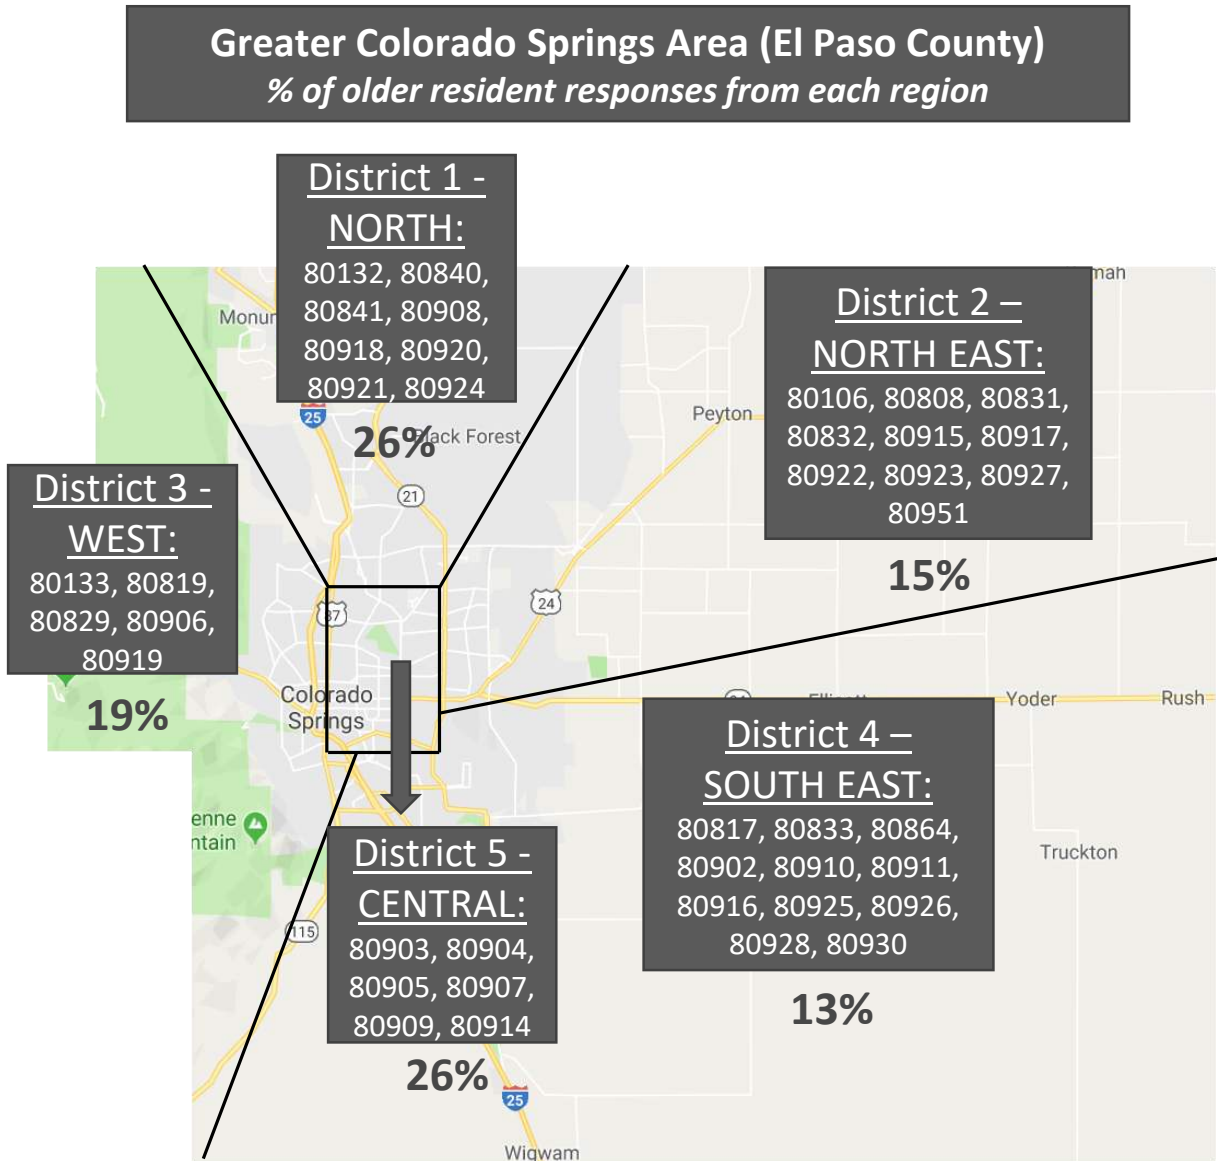 Greater Colorado Springs Area (El Paso County)
% of older resident responses from each region
District 1 -
NORTH:
80132, 80840,
80841, 80908,
80918, 80920,
80921, 80924
26%
District 2 –
NORTH EAST:
80106, 80808, 80831,
80832, 80915, 80917,
80922, 80923, 80927,
80951
15%
District 3 -
WEST:
80133, 80819,
80829, 80906,
80919
19%
District 4 –
SOUTH EAST:
80817, 80833, 80864,
80902, 80910, 80911,
80916, 80925, 80926,
80928, 80930
13%
District 5 -
CENTRAL:
80903, 80904,
80905, 80907,
80909, 80914
26%
25
Black Forest
Peyton
21
24
87
Colorado
Springs
Yoder
Rush
Truckton
115
25
Wigwam